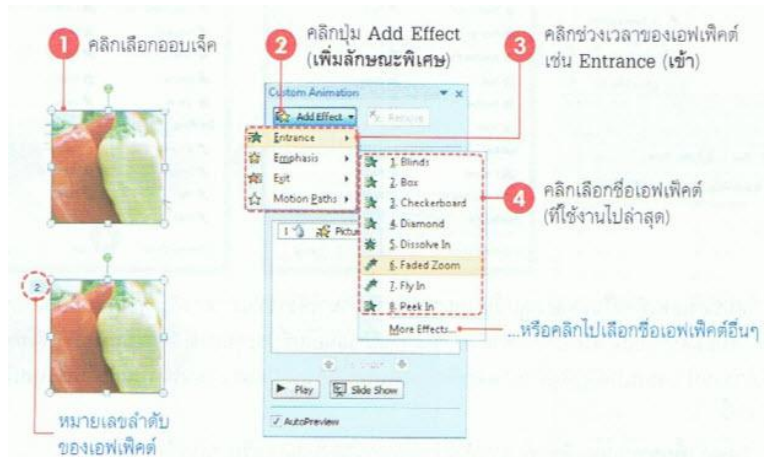 1 คลิกเลือกออบเจ็ค
2 คลิกปุ่ม Add Effect
(เพิ่มลักษณะพิเศษ)
3 คลิกช่วงเวลาของเอฟเฟ็คต์
เช่น Entrance (เข้า)
Custom Animation
Add Effect
Remove
Entrance
Emphasis
Exit
Motion Paths
1. Blinds
2. Box
3. Checkerboard
4. Diamond
5. Dissolve In
6. Faded Zoom
7. Fly In
8. Peek In
More Effects...
4 คลิกเลือกชื่อเอฟเฟ็คต์
(ที่ใช้งานไปล่าสุด)
...หรือคลิกไปเลือกชื่อเอฟเฟ็คต์อื่นๆ
1 Pictu
2
หมายเลขลำดับ
ของเอฟเฟ็คต์
Play
Slide Show
AutoPreview